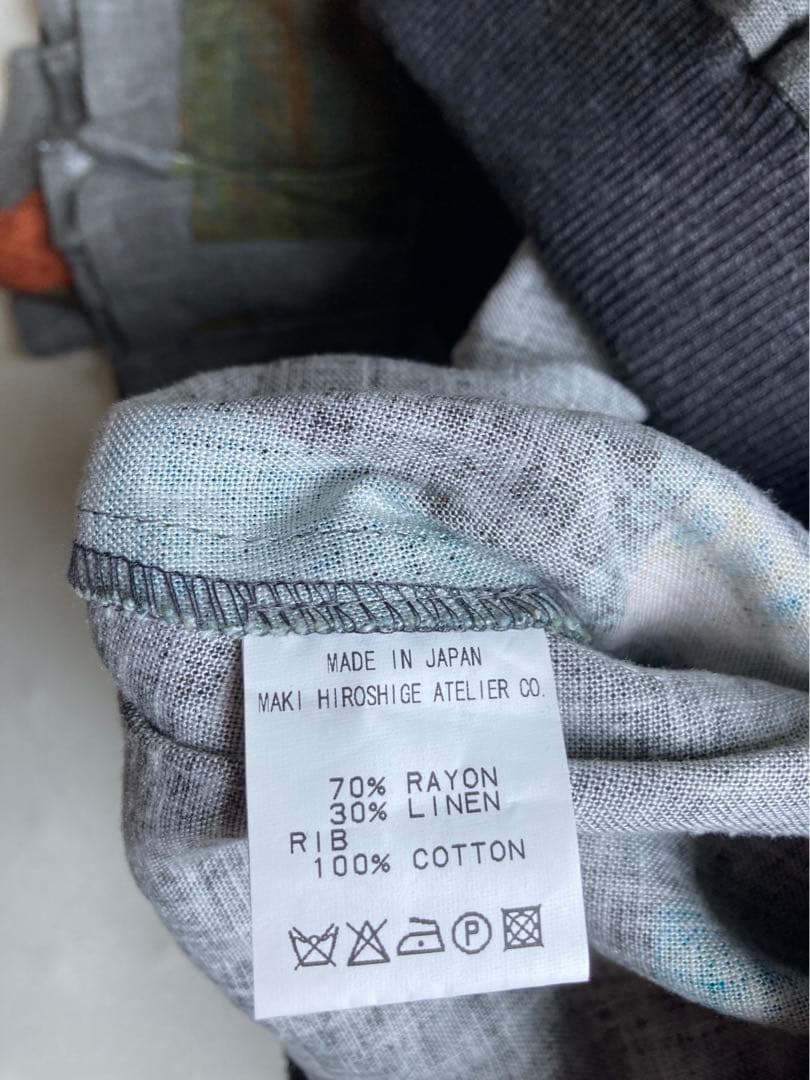 MADE IN JAPAN
MAKI HIROSHIGE ATELIER CO.
70% RAYON
30% LINEN
RIB
100% COTTON
P